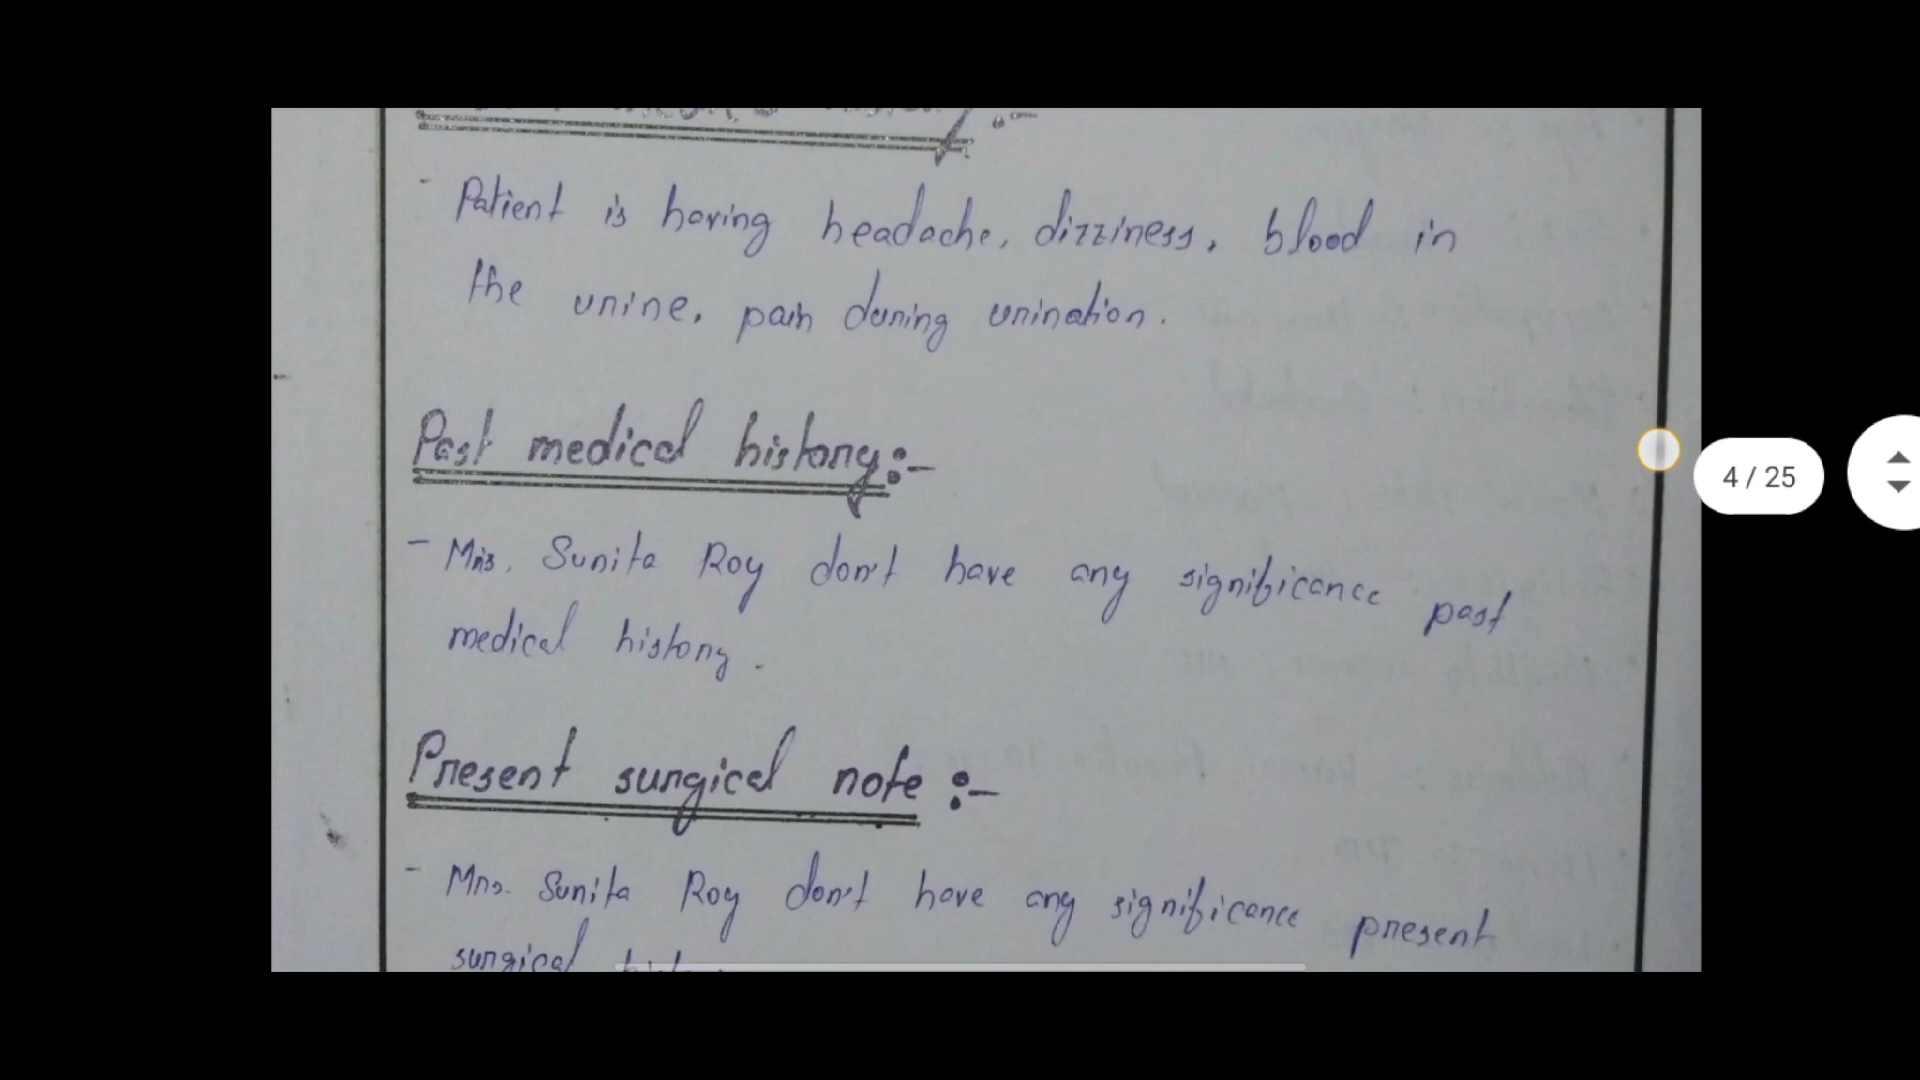 - Patient is having headache, dizziness, blood in
the urine, pain during urination.
Past medical history:-
- Mrs. Sunita Roy don't have any significance past
medical history.
Present surgical note :-
- Mrs. Sunita Roy don't have any significance present
surgical
4 / 25